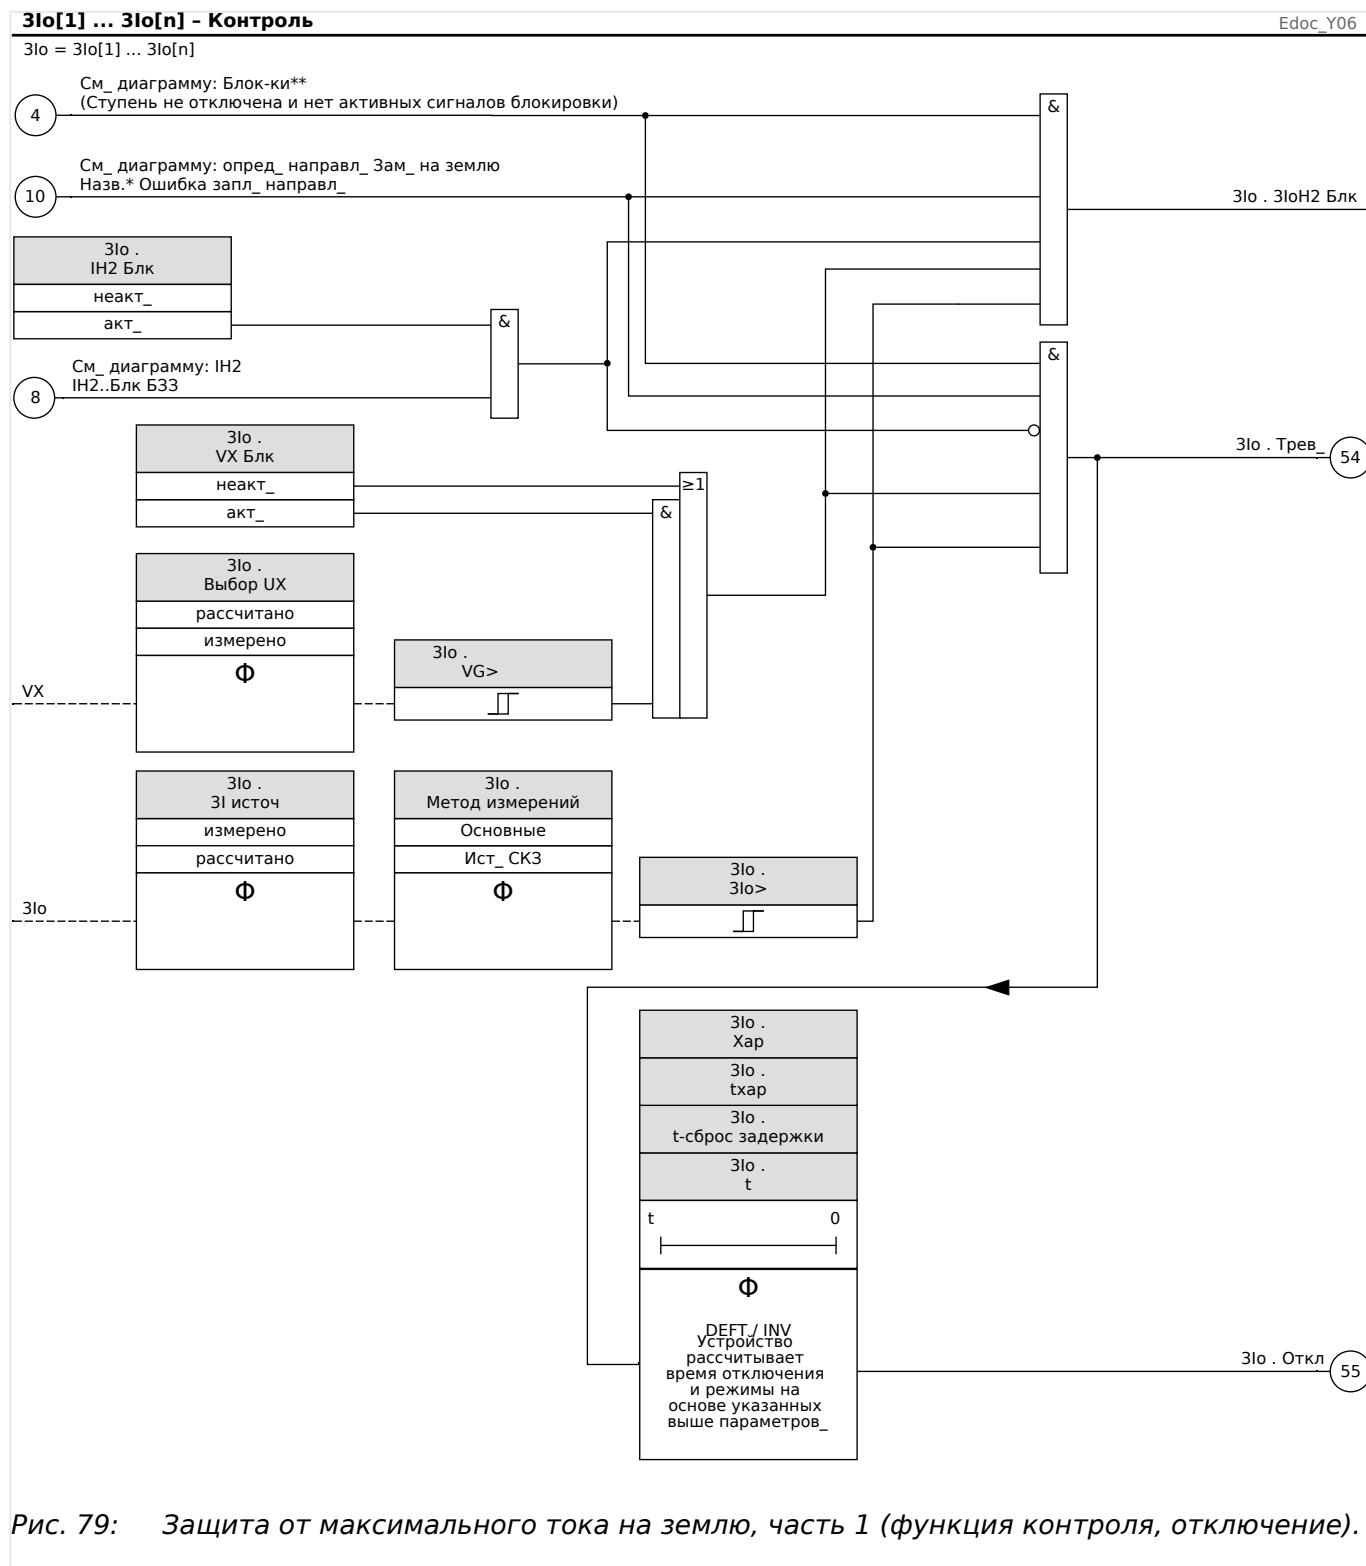 3Io[1] ... 3Io[n] – Контроль
Edoc_Y06
3Io = 3Io[1] ... 3Io[n]
См_ диаграмму: Блок-ки**
(Ступень не отключена и нет активных сигналов блокировки)
4
&
См_ диаграмму: опред_ направл_ Зам_ на землю
Назв.* Ошибка запл_ направл_
10
3Io . 3IoH2 Блк
3Io .
IH2 Блк
неакт_
акт_
&
&
См_ диаграмму: IH2
IH2..Блк БЗЗ
8
3Io .
VX Блк
неакт_
акт_
≥1
&
3Io . Трев_
54
3Io .
Выбор UX
рассчитано
измерено
Φ
VX
3Io .
VG>
3Io .
3I источ
измерено
рассчитано
Φ
3Io
3Io .
Метод измерений
Основные
Ист_ СКЗ
Φ
3Io .
3Io>
3Io .
Хар
3Io .
tхар
3Io .
t-сброс задержки
3Io .
t
t 0
Φ
DEFT / INV
Устройство
рассчитывает
время отключения
и режимы на
основе указанных
выше параметров_
3Io . Откл
55
Рис. 79: Защита от максимального тока на землю, часть 1 (функция контроля, отключение).